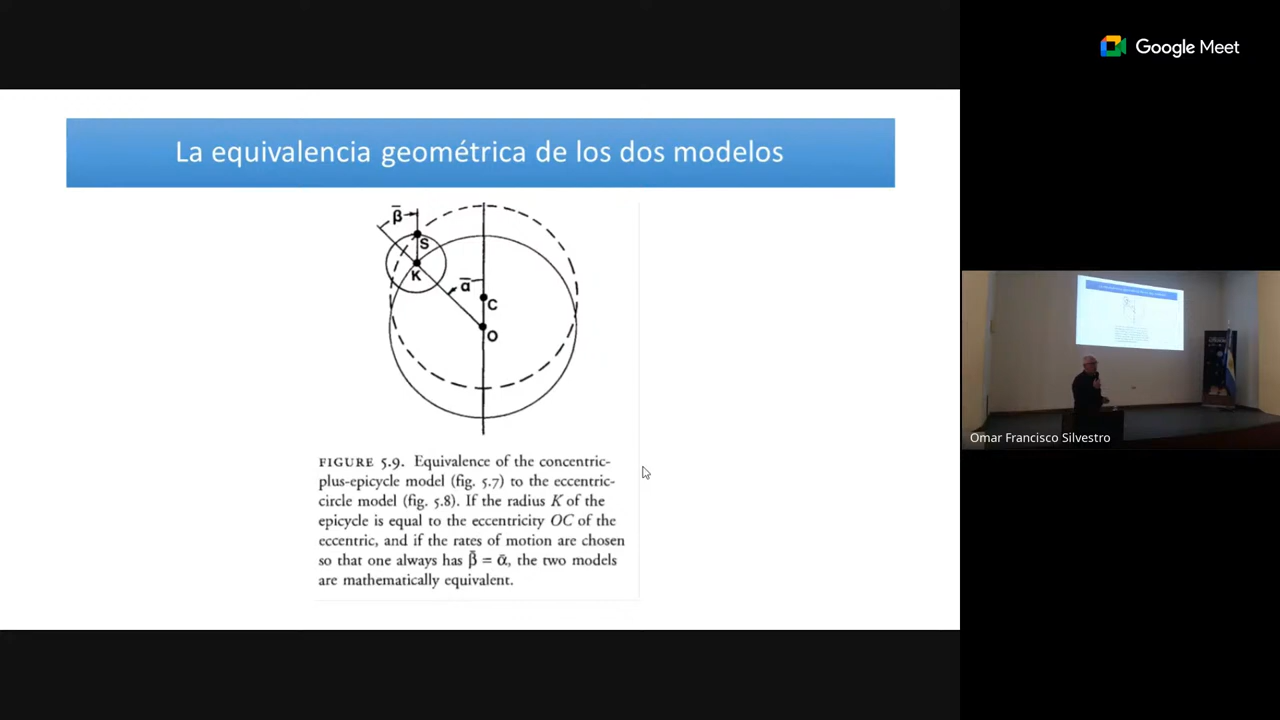 Google Meet
La equivalencia geométrica de los dos modelos
β̄
S
K
ᾱ
C
O
FIGURE 5.9. Equivalence of the concentric-
plus-epicycle model (fig. 5.7) to the eccentric-
circle model (fig. 5.8). If the radius K of the
epicycle is equal to the eccentricity OC of the
eccentric, and if the rates of motion are chosen
so that one always has β̄ = ᾱ, the two models
are mathematically equivalent.
Omar Francisco Silvestro